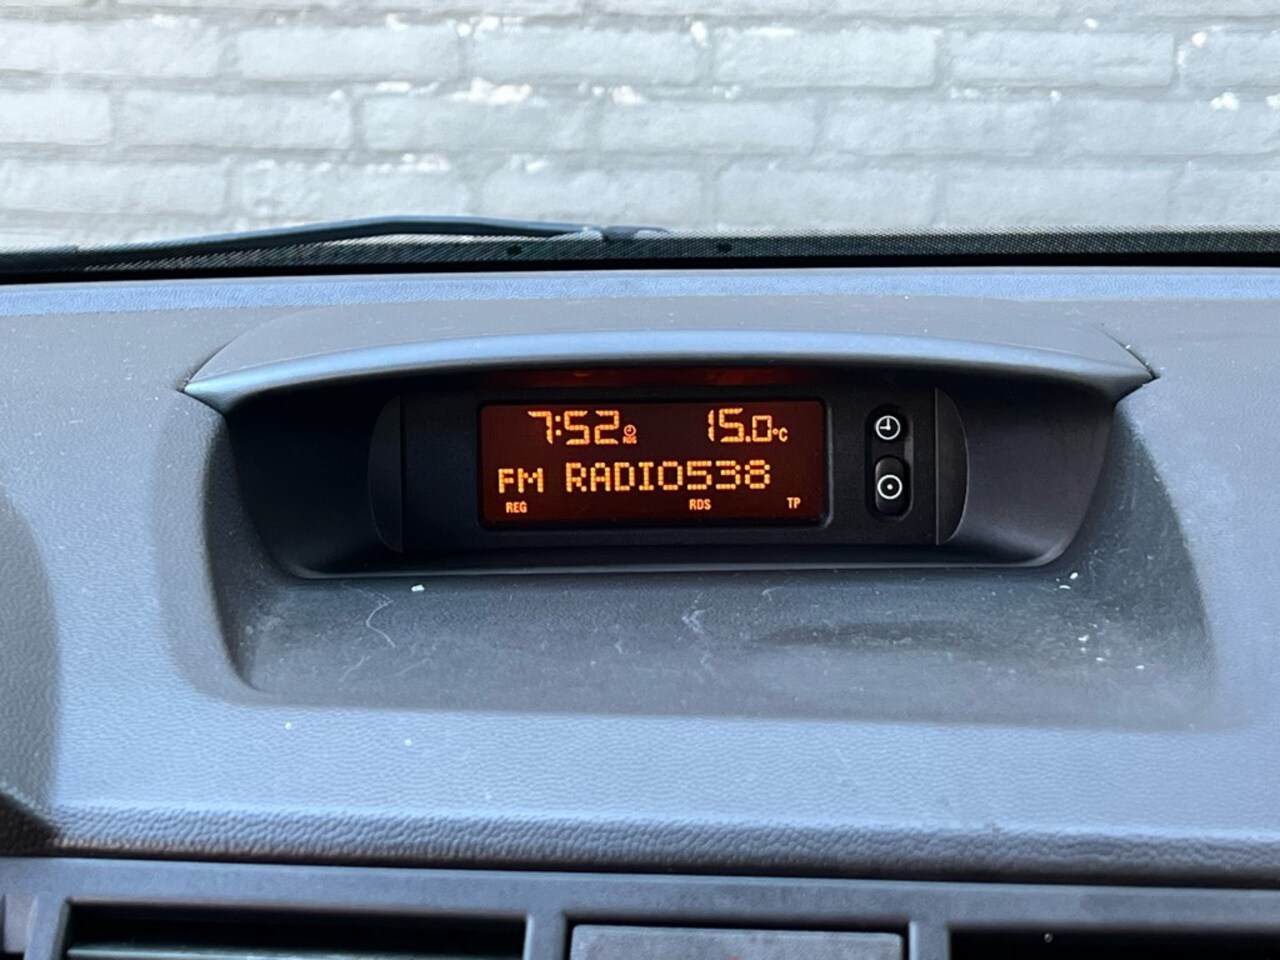 7:52 15.0°C
FM RADIO538
REG RDS TP